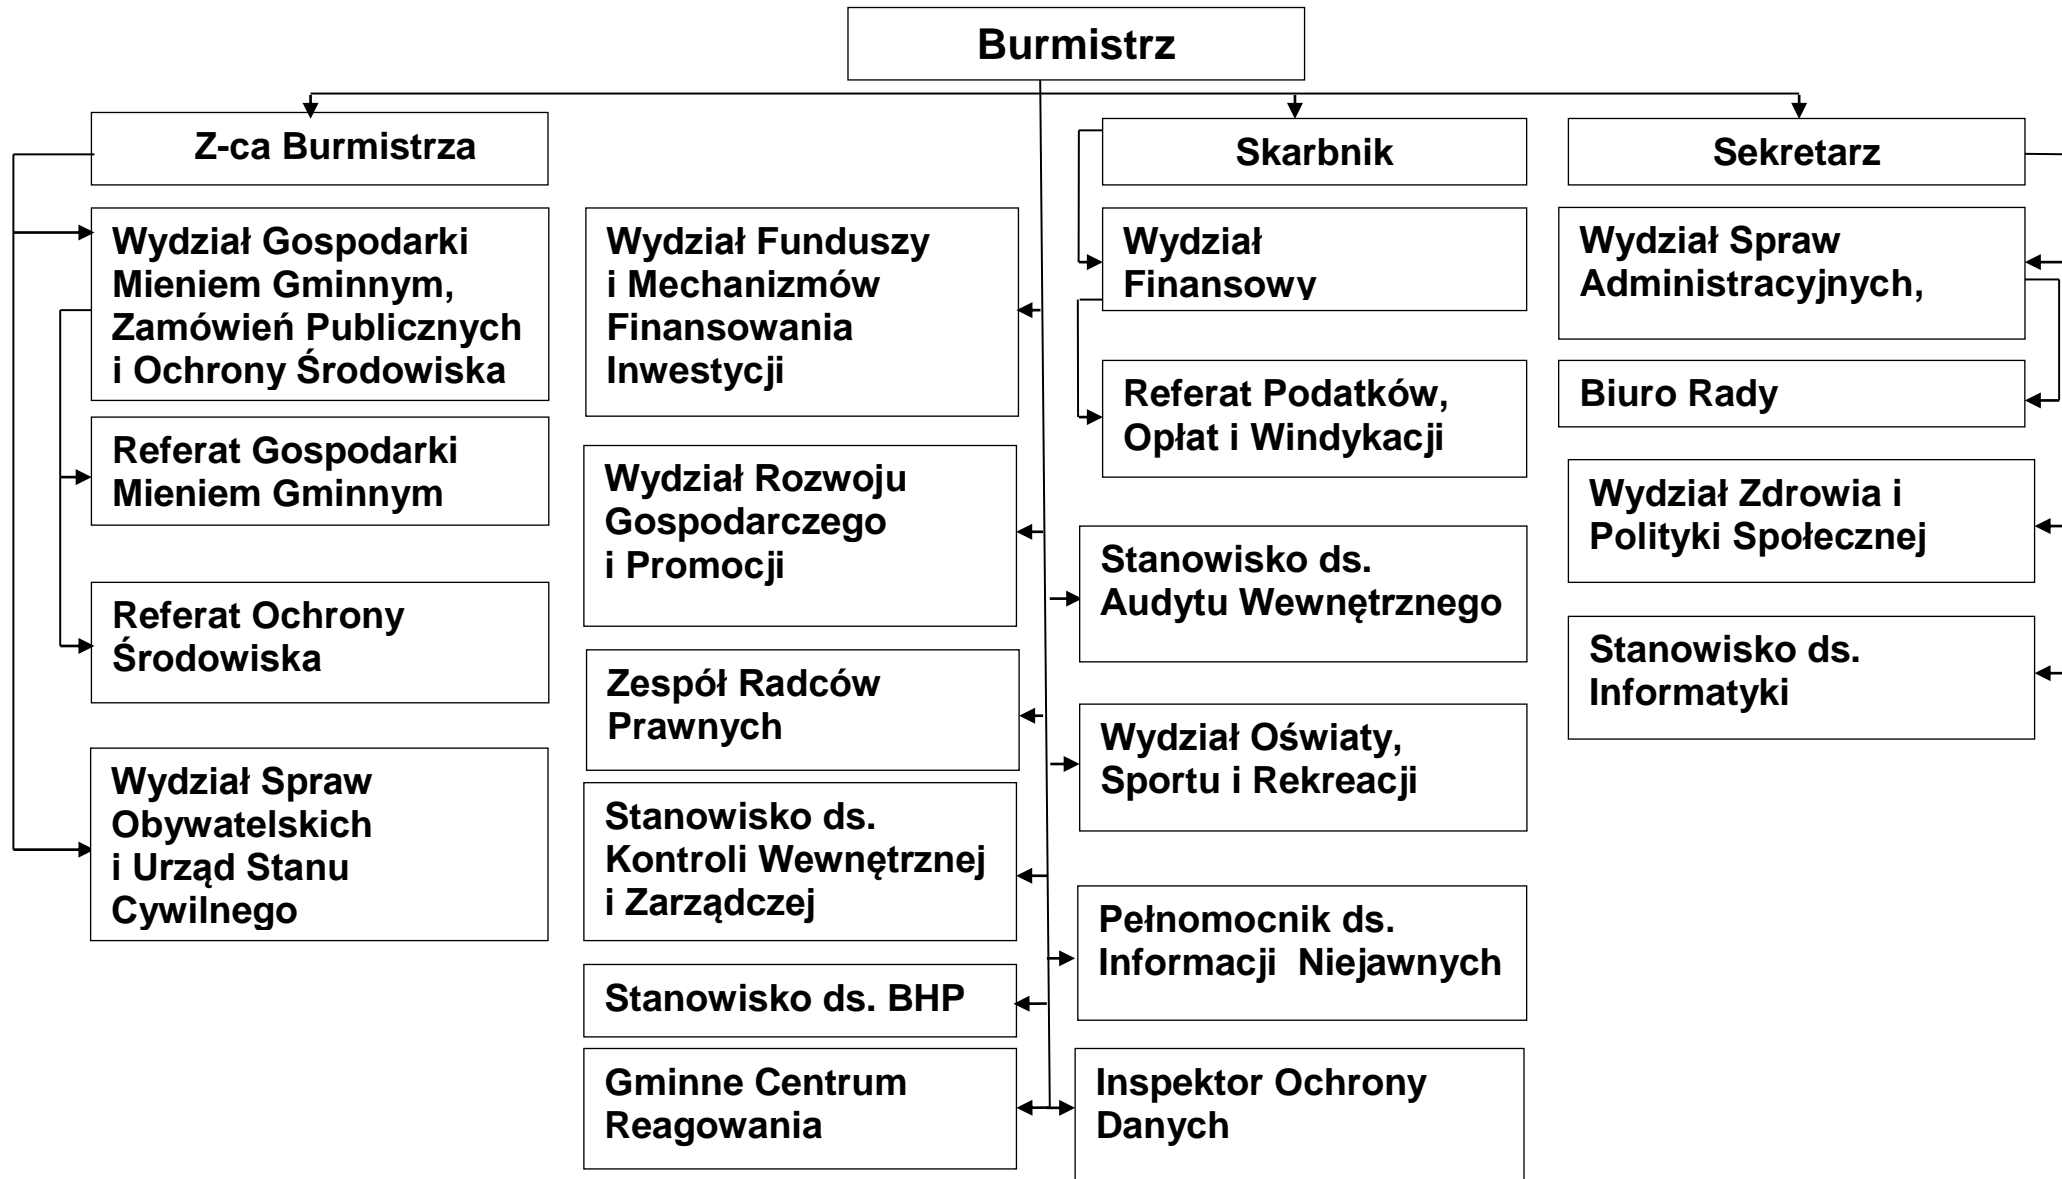 Burmistrz
Z-ca Burmistrza
Skarbnik
Sekretarz
Wydział Gospodarki
Mieniem Gminnym,
Zamówień Publicznych
i Ochrony Środowiska
Referat Gospodarki
Mieniem Gminnym
Referat Ochrony
Środowiska
Wydział Spraw
Obywatelskich
i Urząd Stanu
Cywilnego
Wydział Funduszy
i Mechanizmów
Finansowania
Inwestycji
Wydział Rozwoju
Gospodarczego
i Promocji
Zespół Radców
Prawnych
Stanowisko ds.
Kontroli Wewnętrznej
i Zarządczej
Stanowisko ds. BHP
Gminne Centrum
Reagowania
Wydział
Finansowy
Referat Podatków,
Opłat i Windykacji
Stanowisko ds.
Audytu Wewnętrznego
Wydział Oświaty,
Sportu i Rekreacji
Pełnomocnik ds.
Informacji  Niejawnych
Inspektor Ochrony
Danych
Wydział Spraw
Administracyjnych,
Biuro Rady
Wydział Zdrowia i
Polityki Społecznej
Stanowisko ds.
Informatyki